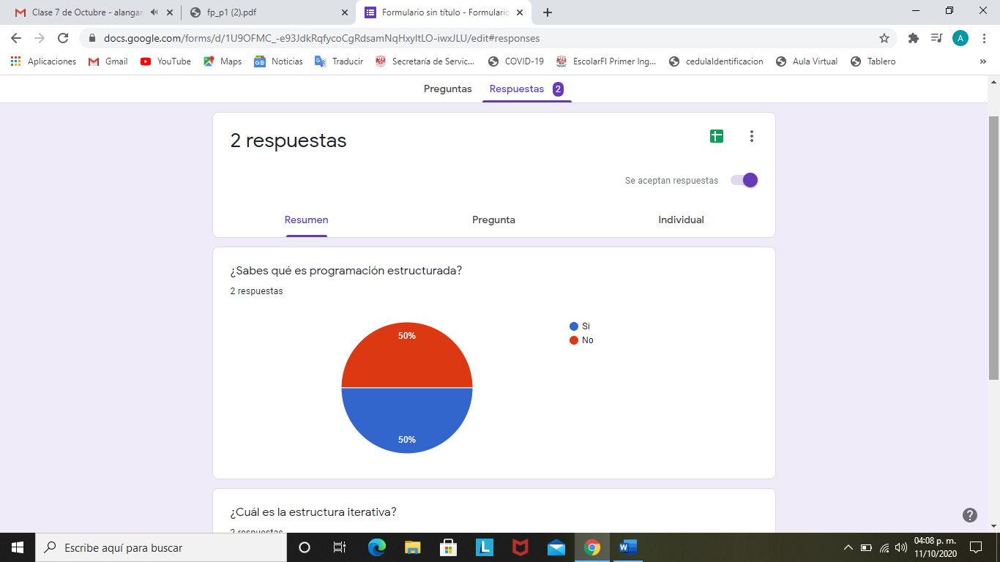 Clase 7 de Octubre - alangar
fp_p1 (2).pdf
Formulario sin título - Formulario
docs.google.com/forms/d/1U9OFMC_-e93JdkRqfycoCgRdsamNqHxyltLO-iwxJLU/edit#responses
A
Aplicaciones
Gmail
YouTube
Maps
Noticias
Traducir
Secretaría de Servic...
COVID-19
EscolarFI Primer Ing...
cedulaIdentificacion
Aula Virtual
Tablero
»
Preguntas
Respuestas 2
2 respuestas
Se aceptan respuestas
Resumen
Pregunta
Individual
¿Sabes qué es programación estructurada?
2 respuestas
50%
50%
Si
No
¿Cuál es la estructura iterativa?
2 respuestas
Escribe aquí para buscar
04:08 p. m.
11/10/2020